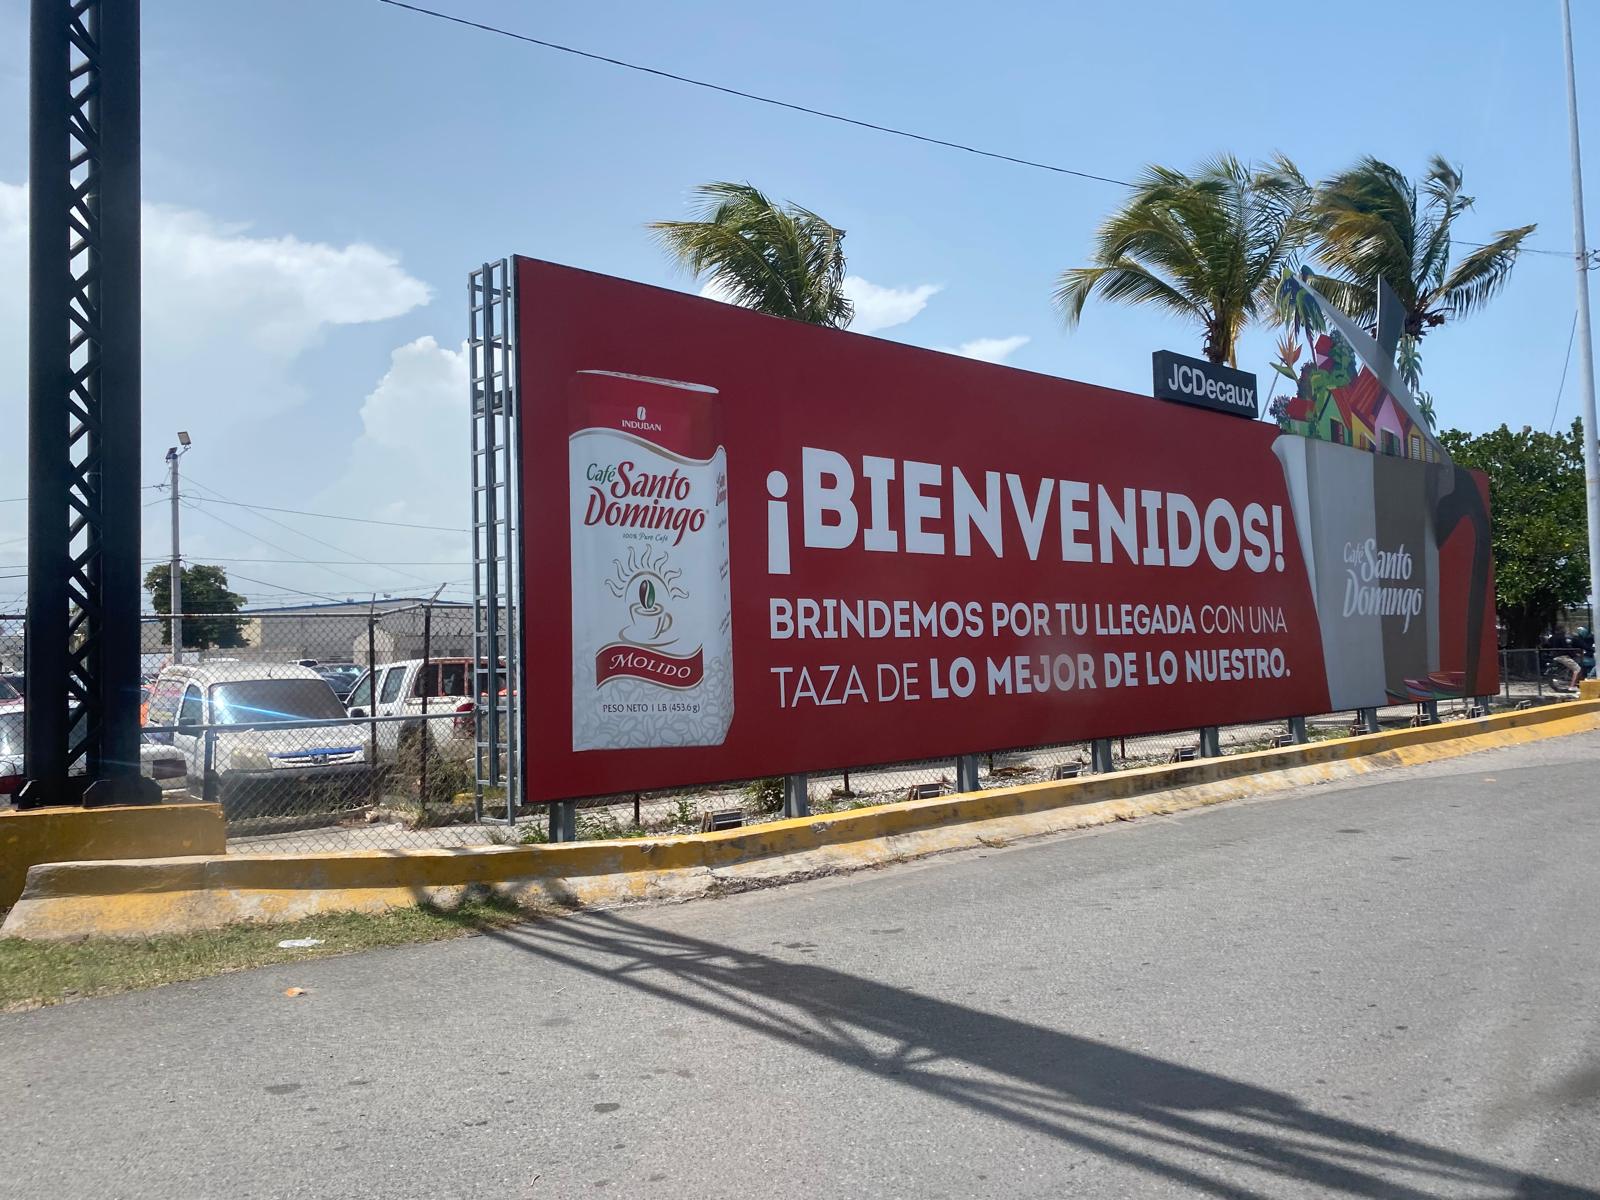 JCDecaux
INDUBAN
Café Santo
Domingo
100% Puro Café
MOLIDO
PESO NETO 1 LB (453.6 g)
¡BIENVENIDOS!
BRINDEMOS POR TU LLEGADA CON UNA
TAZA DE LO MEJOR DE LO NUESTRO.
Café Santo
Domingo